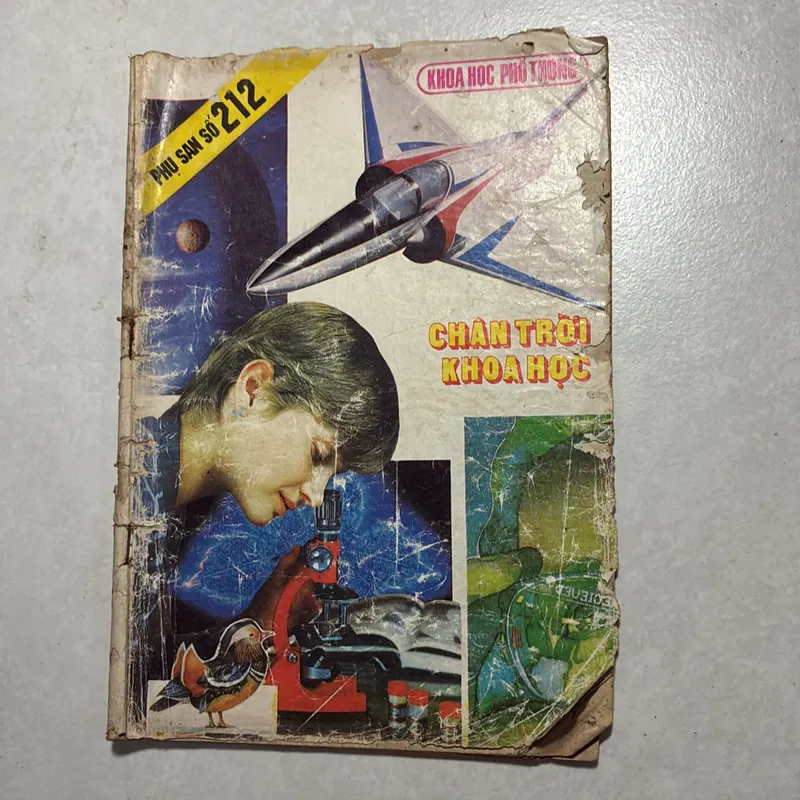 PHỤ SAN SỐ 212
KHOA HỌC PHỔ THÔNG
CHÂN TRỜI
KHOA HỌC